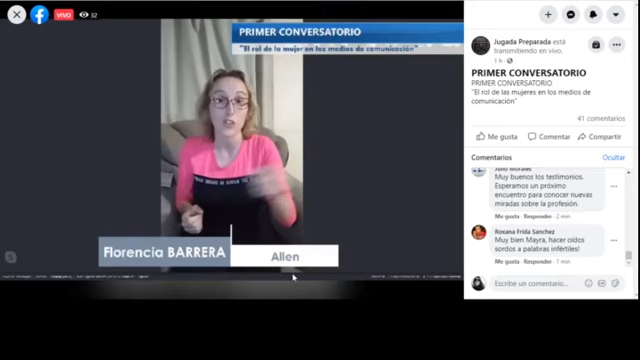 VIVO
32
PRIMER CONVERSATORIO
"El rol de la mujer en los medios de comunicación"
Florencia BARRERA
Allen
Jugada Preparada está
transmitiendo en vivo.
1 h
PRIMER CONVERSATORIO
PRIMER CONVERSATORIO
"El rol de las mujeres en los medios de
comunicación"
41 comentarios
Me gusta
Comentar
Compartir
Comentarios
Ocultar
Morales
Muy buenos los testimonios.
Esperamos un próximo
encuentro para conocer nuevas
miradas sobre la profesión.
Me gusta · Responder · 2 min
Roxana Frida Sanchez
Muy bien Mayra, hacer oídos
sordos a palabras infértiles!
Me gusta · Responder · 1 min
Escribe un comentario...